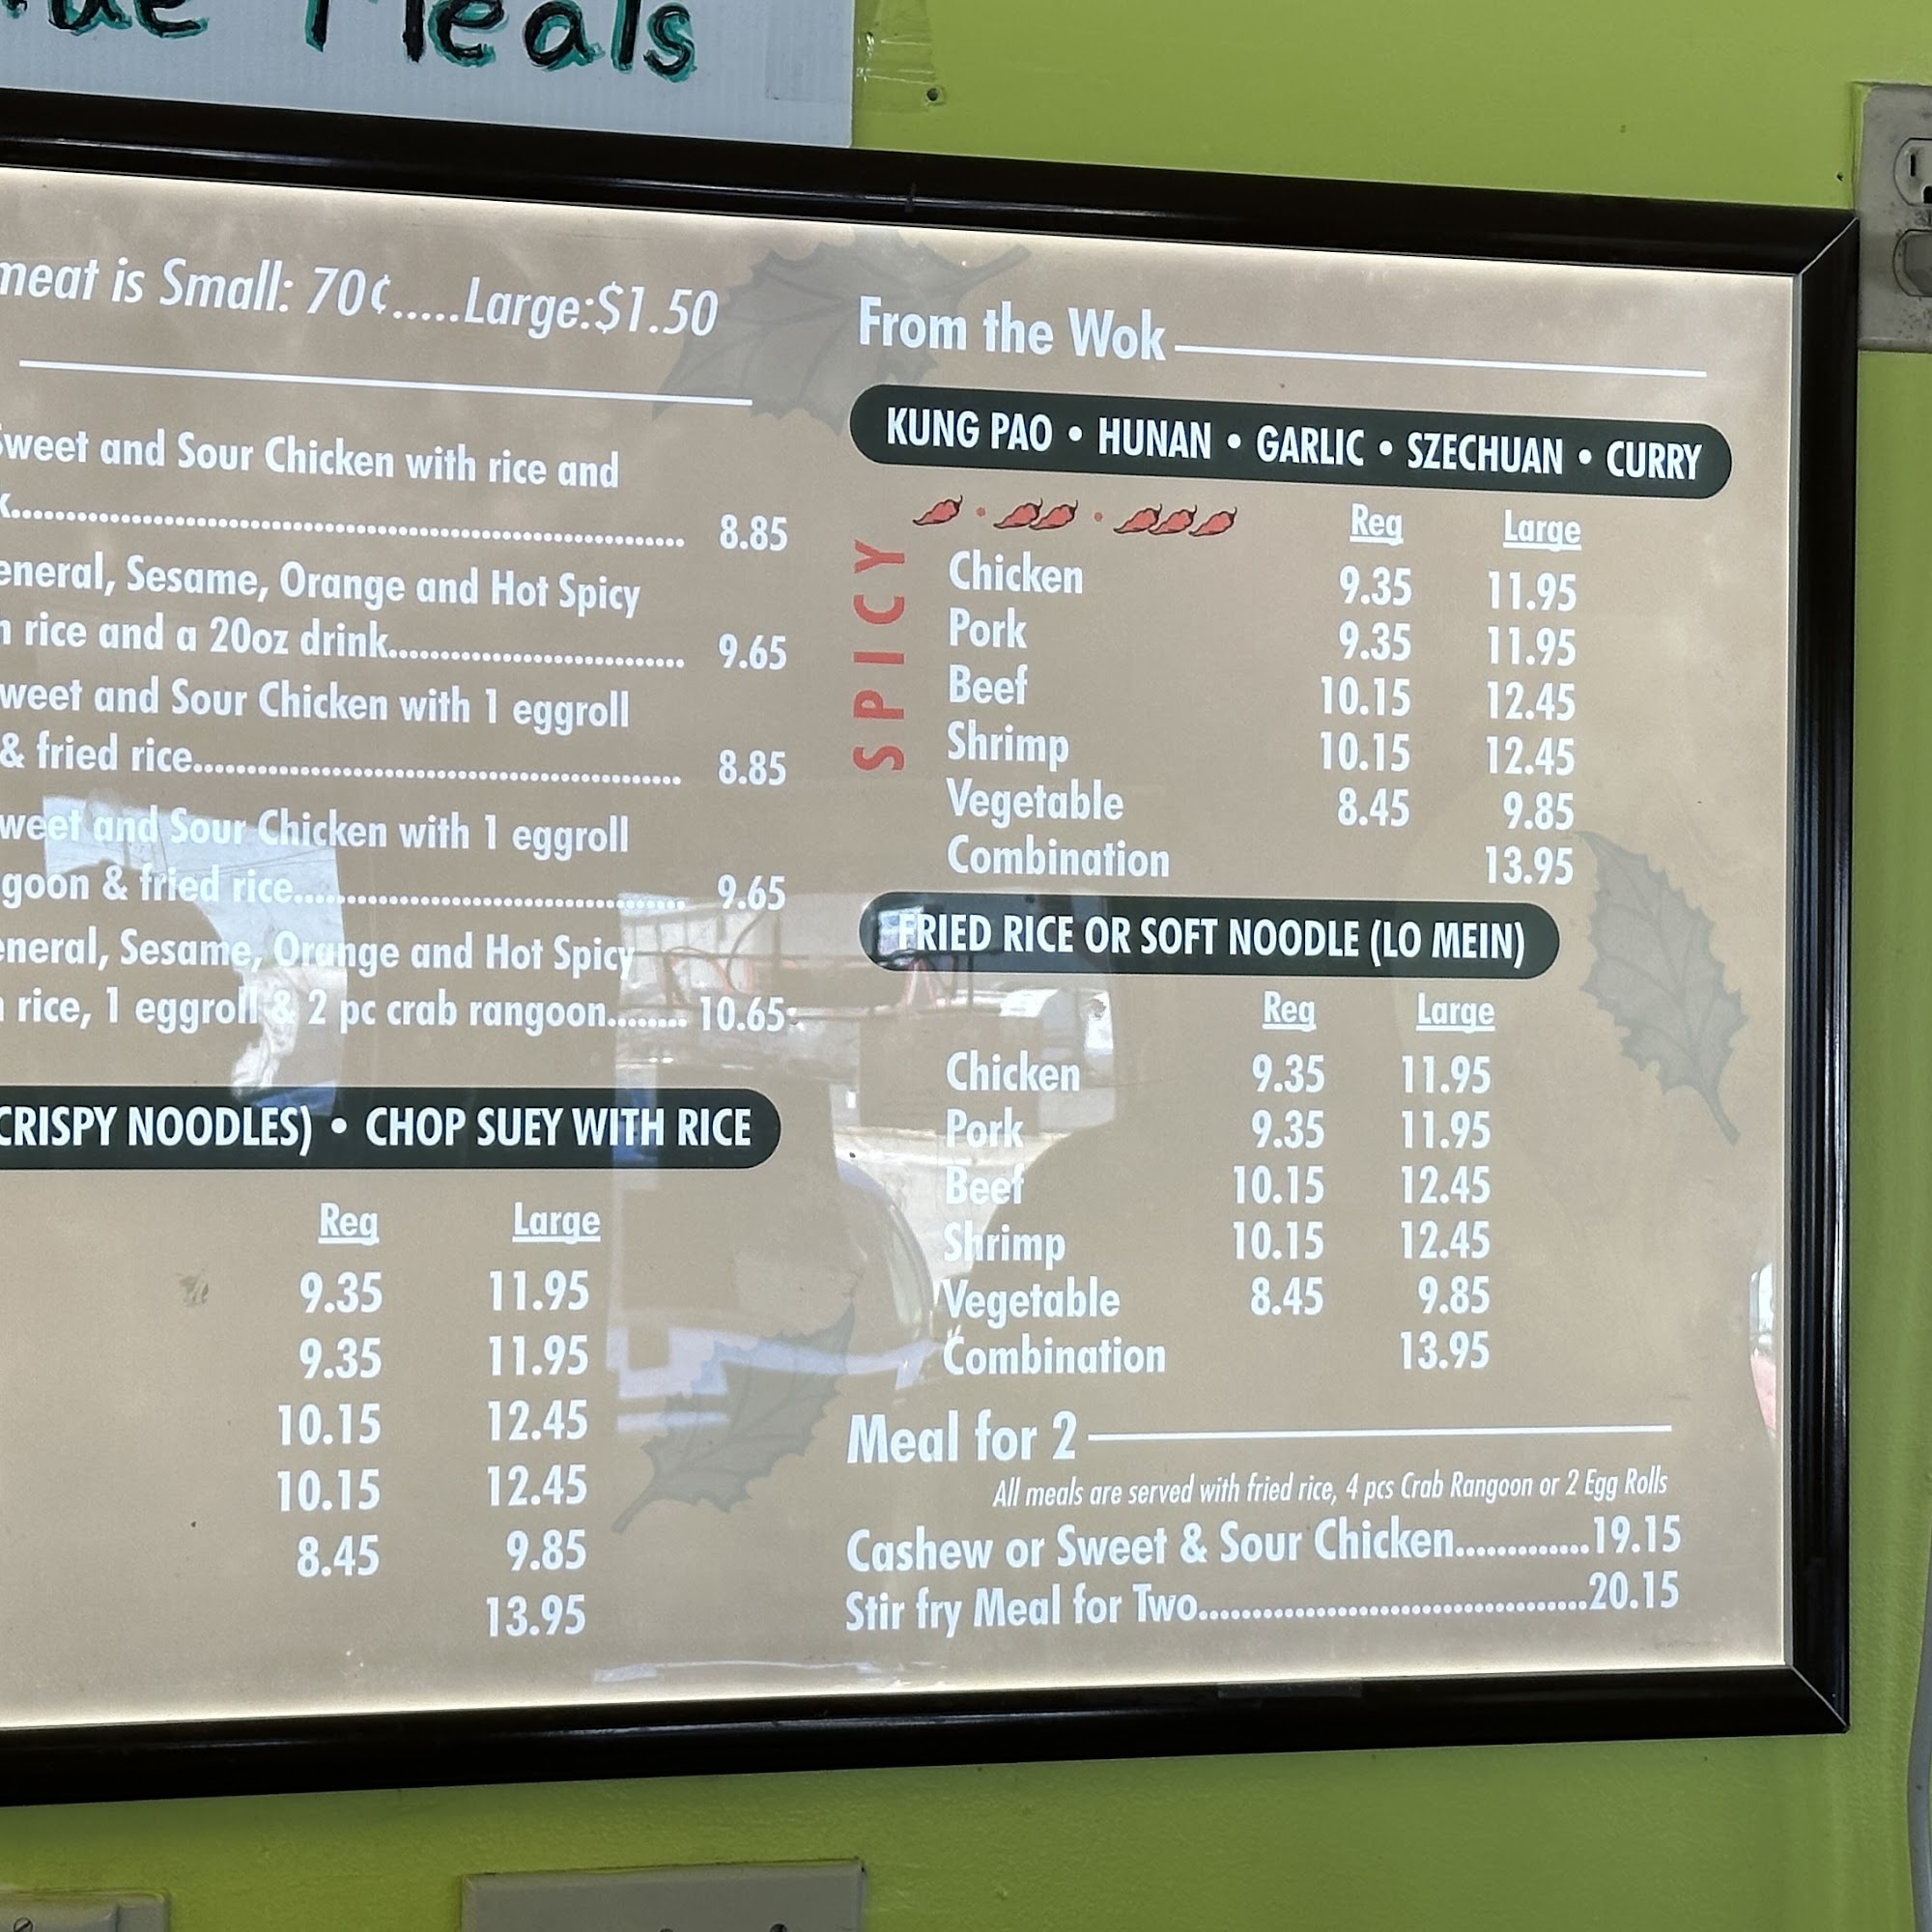 Meals
meat is Small: 70¢.....Large:$1.50
Sweet and Sour Chicken with rice and
................................................................ 8.85
General, Sesame, Orange and Hot Spicy
rice and a 20oz drink............................ 9.65
Sweet and Sour Chicken with 1 eggroll
& fried rice.............................................. 8.85
Sweet and Sour Chicken with 1 eggroll
goon & fried rice..................................... 9.65
General, Sesame, Orange and Hot Spicy
rice, 1 eggroll & 2 pc crab rangoon........ 10.65
CRISPY NOODLES) • CHOP SUEY WITH RICE
Reg Large
9.35 11.95
9.35 11.95
10.15 12.45
10.15 12.45
8.45 9.85
13.95
From the Wok
KUNG PAO • HUNAN • GARLIC • SZECHUAN • CURRY
SPICY
Reg Large
Chicken 9.35 11.95
Pork 9.35 11.95
Beef 10.15 12.45
Shrimp 10.15 12.45
Vegetable 8.45 9.85
Combination 13.95
FRIED RICE OR SOFT NOODLE (LO MEIN)
Reg Large
Chicken 9.35 11.95
Pork 9.35 11.95
Beef 10.15 12.45
Shrimp 10.15 12.45
Vegetable 8.45 9.85
Combination 13.95
Meal for 2
All meals are served with fried rice, 4 pcs Crab Rangoon or 2 Egg Rolls
Cashew or Sweet & Sour Chicken.............19.15
Stir fry Meal for Two.....................................20.15